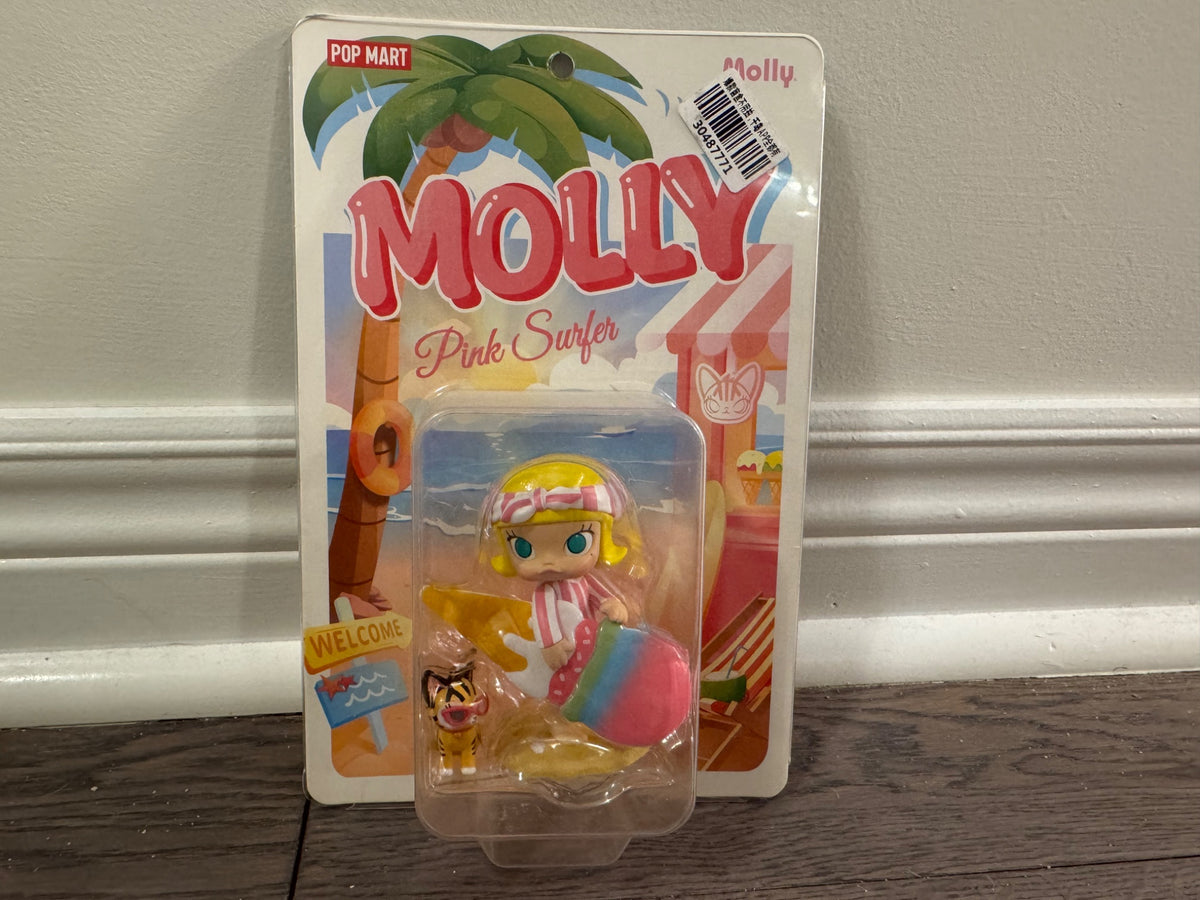 POP MART
Molly
30487771
MOLLY
Pink Surfer
WELCOME